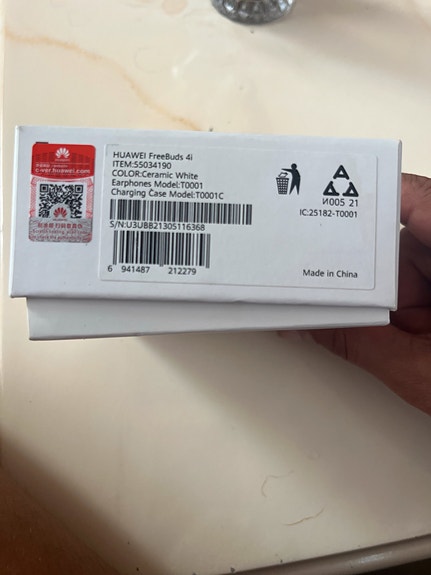 HUAWEI
c-ver.huawei.com
HUAWEI FreeBuds 4i
ITEM:55034190
COLOR:Ceramic White
Earphones Model:T0001
Charging Case Model:T0001C
S/N:U3UBB21305116368
6 941487 212279
И005 21
IC:25182-T0001
Made in China